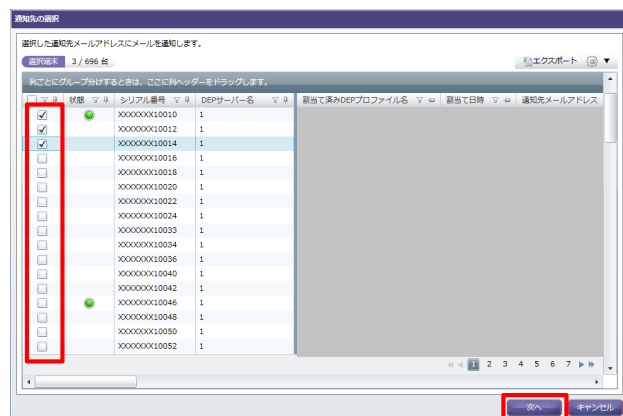 通知先の選択
選択した通知先メールアドレスにメールを通知します。
選択端末 3 / 696 台 エクスポート
列ごとにグループ分けするときは、ここに列ヘッダーをドラッグします。
状態 シリアル番号 DEPサーバー名 割当て済みDEPプロファイル名 割当て日時 通知先メールアドレス
XXXXXXX10010 1
XXXXXXX10012 1
XXXXXXX10014 1
XXXXXXX10016 1
XXXXXXX10018 1
XXXXXXX10020 1
XXXXXXX10022 1
XXXXXXX10024 1
XXXXXXX10033 1
XXXXXXX10034 1
XXXXXXX10036 1
XXXXXXX10040 1
XXXXXXX10042 1
XXXXXXX10046 1
XXXXXXX10048 1
XXXXXXX10050 1
XXXXXXX10052 1
1 2 3 4 5 6 7
次へ キャンセル